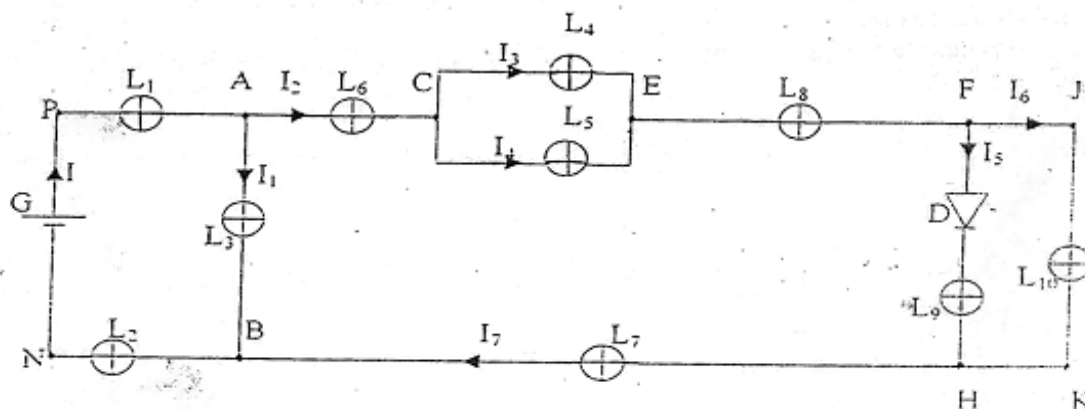 L₄
I₃
L₁ A I₂ L₆ C E L₈ F I₆ J
P
L₅
I₄
I I₁ I₅
G
L₃ D
L₁₀
L₉
L₂ B I₇ L₇
N
H K